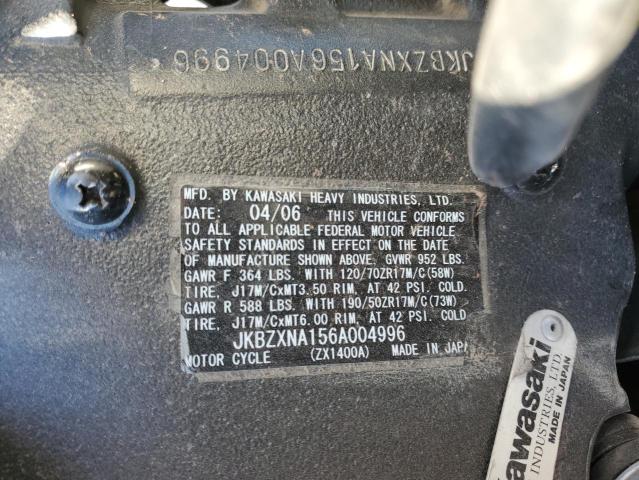 JKBZXNA156A004996
MFD. BY KAWASAKI HEAVY INDUSTRIES, LTD.
DATE: 04/06 THIS VEHICLE CONFORMS
TO ALL APPLICABLE FEDERAL MOTOR VEHICLE
SAFETY STANDARDS IN EFFECT ON THE DATE
OF MANUFACTURE SHOWN ABOVE. GVWR 952 LBS.
GAWR F 364 LBS. WITH 120/70ZR17M/C(58W)
TIRE, J17M/CxMT3.50 RIM, AT 42 PSI. COLD.
GAWR R 588 LBS. WITH 190/50ZR17M/C(73W)
TIRE, J17M/CxMT6.00 RIM, AT 42 PSI. COLD
JKBZXNA156A004996
MOTOR CYCLE (ZX1400A) MADE IN JAPA
Kawasaki
INDUSTRIES, LTD.
MADE IN JAPAN